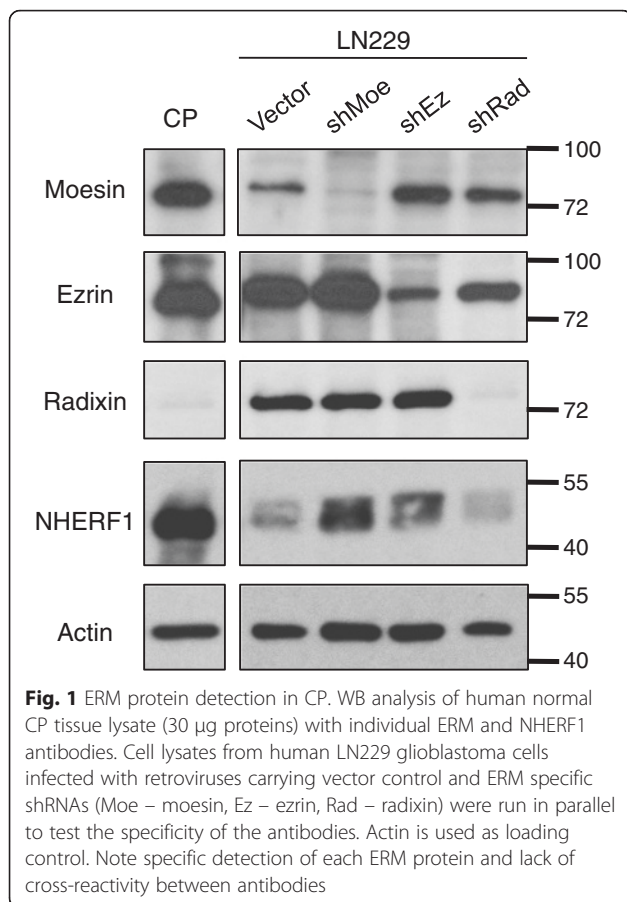 LN229
CP Vector shMoe shEz shRad
Moesin 100
72
Ezrin 100
72
Radixin 72
NHERF1 55
40
Actin 55
40
Fig. 1 ERM protein detection in CP. WB analysis of human normal
CP tissue lysate (30 μg proteins) with individual ERM and NHERF1
antibodies. Cell lysates from human LN229 glioblastoma cells
infected with retroviruses carrying vector control and ERM specific
shRNAs (Moe – moesin, Ez – ezrin, Rad – radixin) were run in parallel
to test the specificity of the antibodies. Actin is used as loading
control. Note specific detection of each ERM protein and lack of
cross-reactivity between antibodies